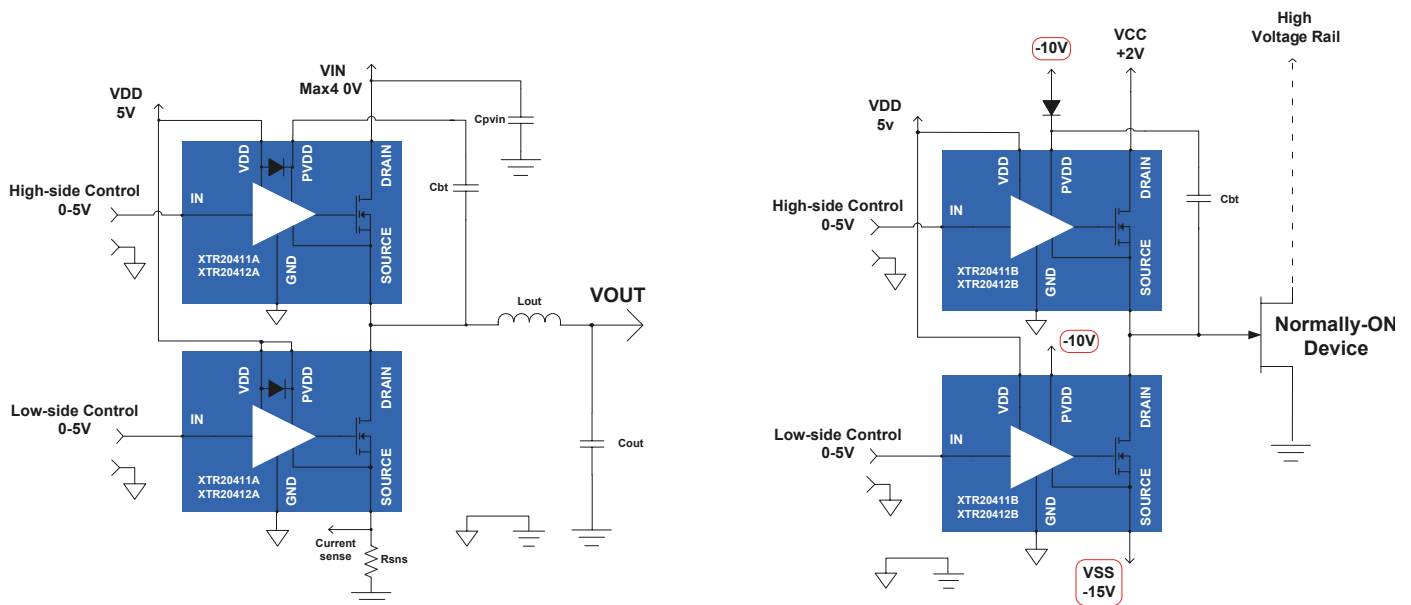 VIN
Max4 0V
VDD
5V
Cpvin
VDD
PVDD
DRAIN
Cbt
High-side Control
0-5V
IN
XTR20411A
XTR20412A
GND
SOURCE
Lout
VOUT
VDD
PVDD
DRAIN
Low-side Control
0-5V
IN
XTR20411A
XTR20412A
GND
SOURCE
Cout
Current
sense
Rsns
High
Voltage Rail
-10V
VCC
+2V
VDD
5v
VDD
PVDD
DRAIN
Cbt
High-side Control
0-5V
IN
XTR20411B
XTR20412B
GND
SOURCE
Normally-ON
Device
-10V
VDD
PVDD
DRAIN
Low-side Control
0-5V
IN
XTR20411B
XTR20412B
GND
SOURCE
VSS
-15V